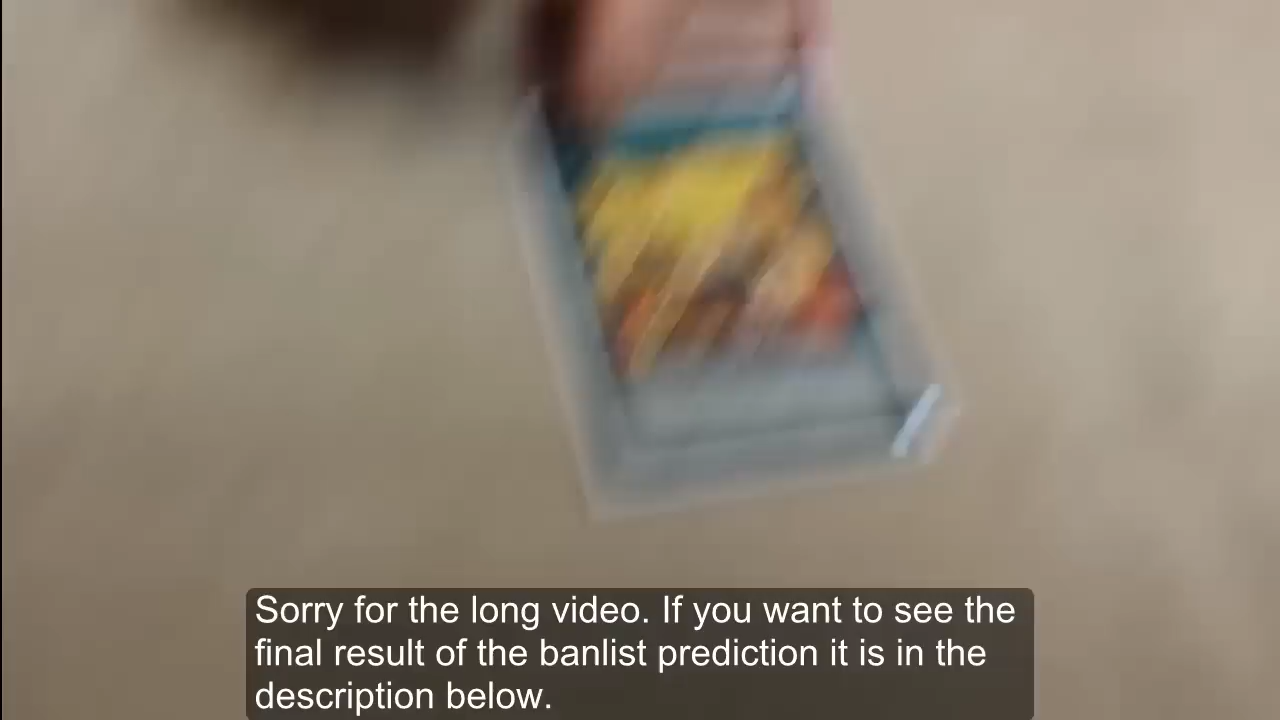 Sorry for the long video. If you want to see the
final result of the banlist prediction it is in the
description below.